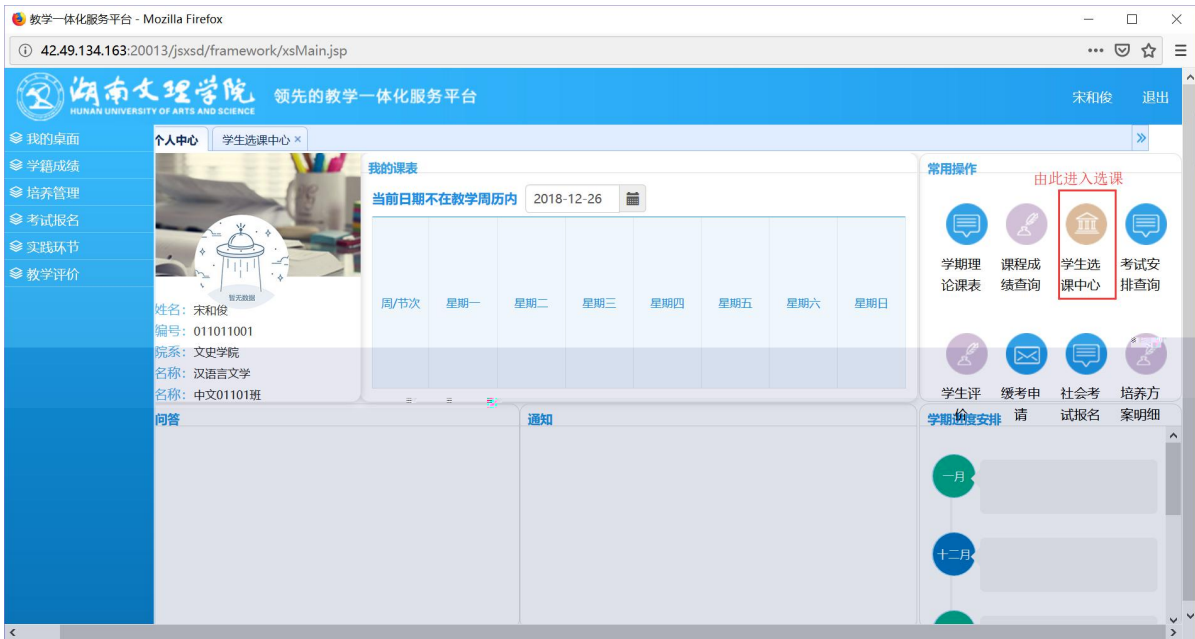 教学一体化服务平台 - Mozilla Firefox
42.49.134.163:20013/jsxsd/framework/xsMain.jsp
湖南文理学院
HUNAN UNIVERSITY OF ARTS AND SCIENCE
领先的教学一体化服务平台
宋和俊 退出
我的桌面
学籍成绩
培养管理
考试报名
实践环节
教学评价
个人中心 学生选课中心
暂无数据
姓名：宋和俊
编号：011011001
院系：文史学院
名称：汉语言文学
名称：中文01101班
我的课表
当前日期不在教学周历内 2018-12-26
周/节次 星期一 星期二 星期三 星期四 星期五 星期六 星期日
常用操作
由此进入选课
学期理论课表
课程成绩查询
学生选课中心
考试安排查询
学生评价
缓考申请
社会考试报名
培养方案明细
问答
通知
学期进度安排
一月
十二月